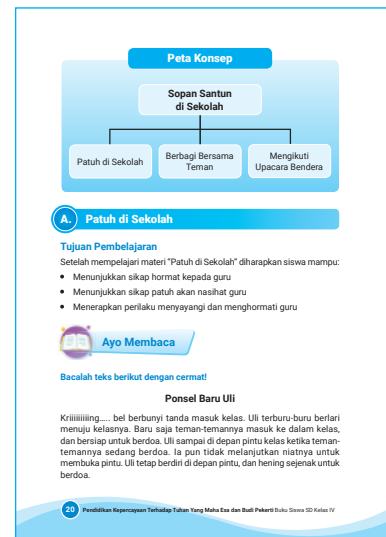 Peta Konsep
Sopan Santun
di Sekolah
Patuh di Sekolah
Berbagi Bersama
Teman
Mengikuti
Upacara Bendera
A. Patuh di Sekolah
Tujuan Pembelajaran
Setelah mempelajari materi “Patuh di Sekolah” diharapkan siswa mampu:
• Menunjukkan sikap hormat kepada guru
• Menunjukkan sikap patuh akan nasihat guru
• Menerapkan perilaku menyayangi dan menghormati guru
Ayo Membaca
Bacalah teks berikut dengan cermat!
Ponsel Baru Uli
Kriiiiiiiiing..... bel berbunyi tanda masuk kelas. Uli terburu-buru berlari
menuju kelasnya. Baru saja teman-temannya masuk ke dalam kelas,
dan bersiap untuk berdoa. Uli sampai di depan pintu kelas ketika teman-
temannya sedang berdoa. Ia pun tidak melanjutkan niatnya untuk
membuka pintu. Uli tetap berdiri di depan pintu, dan hening sejenak untuk
berdoa.
20 Pendidikan Kepercayaan Terhadap Tuhan Yang Maha Esa dan Budi Pekerti Buku Siswa SD Kelas IV